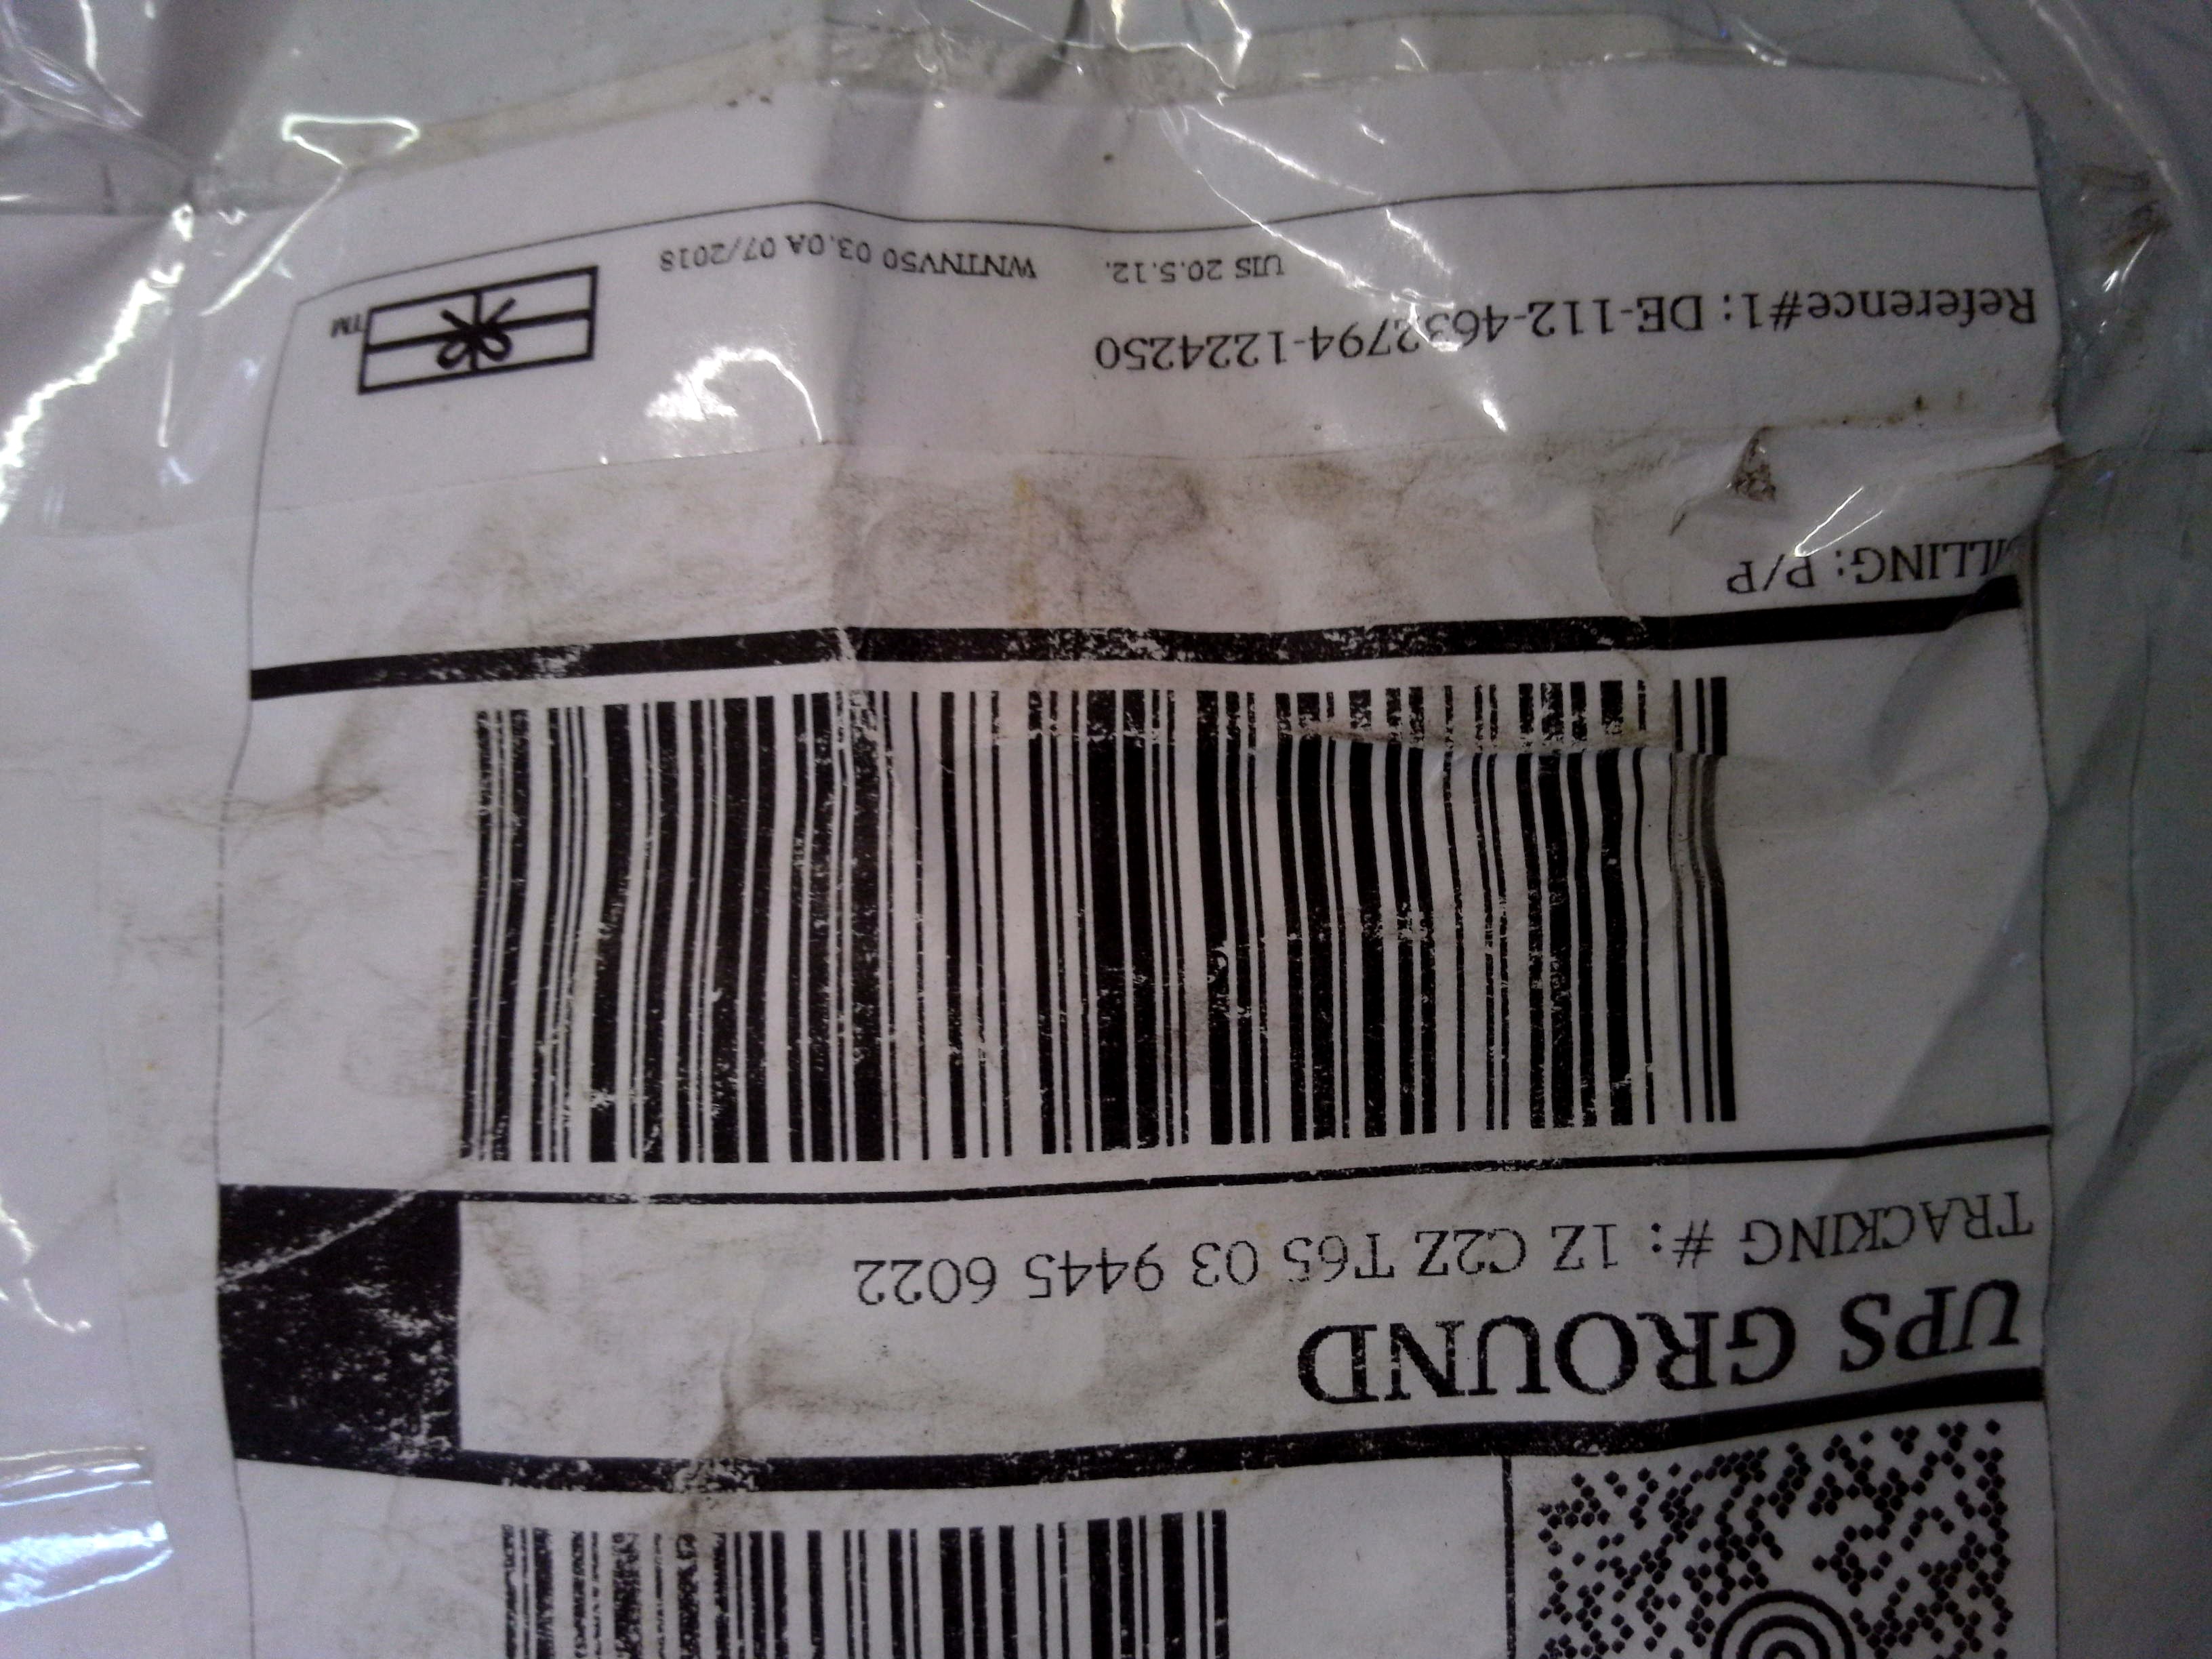 UPS GROUND
TRACKING #: 1Z C2Z T65 03 9445 6022
ILLING: P/P
Reference#1: DE-112-4632794-1224250
UIS 20.5.12. WNTNV50 03.0A 07/2018
TM